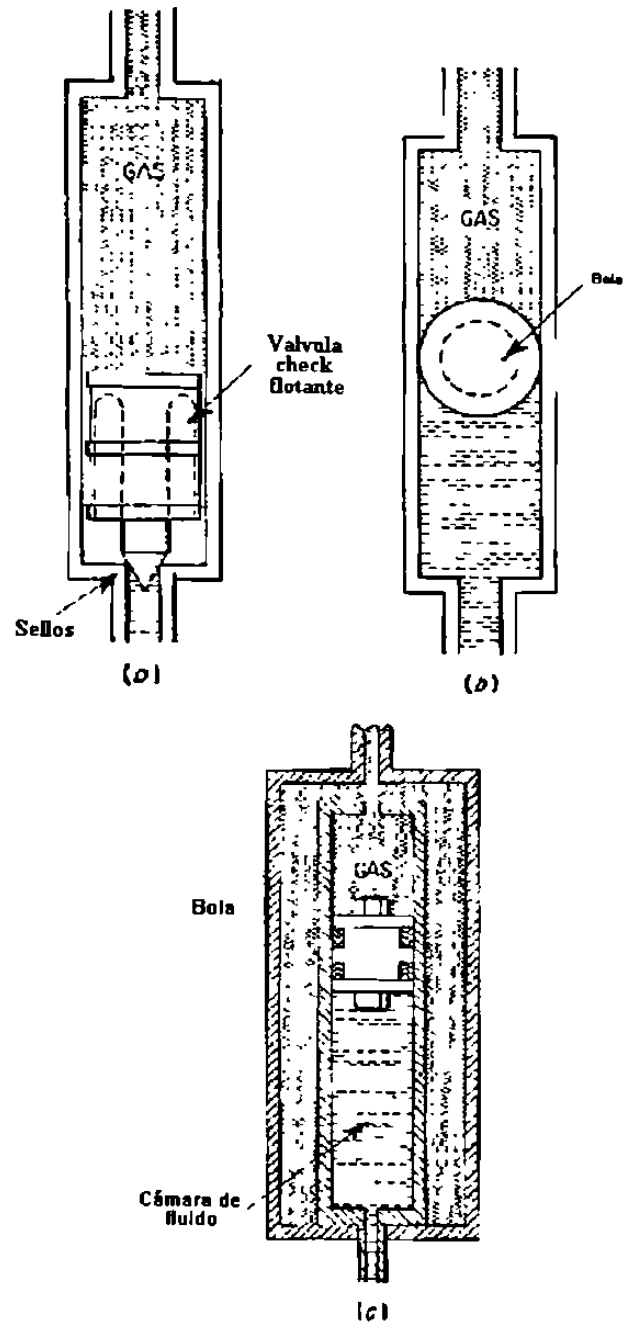 GAS
Valvula
check
flotante
Sellos
(a)
GAS
Bola
(b)
GAS
Bola
Cámara de
fluido
(c)